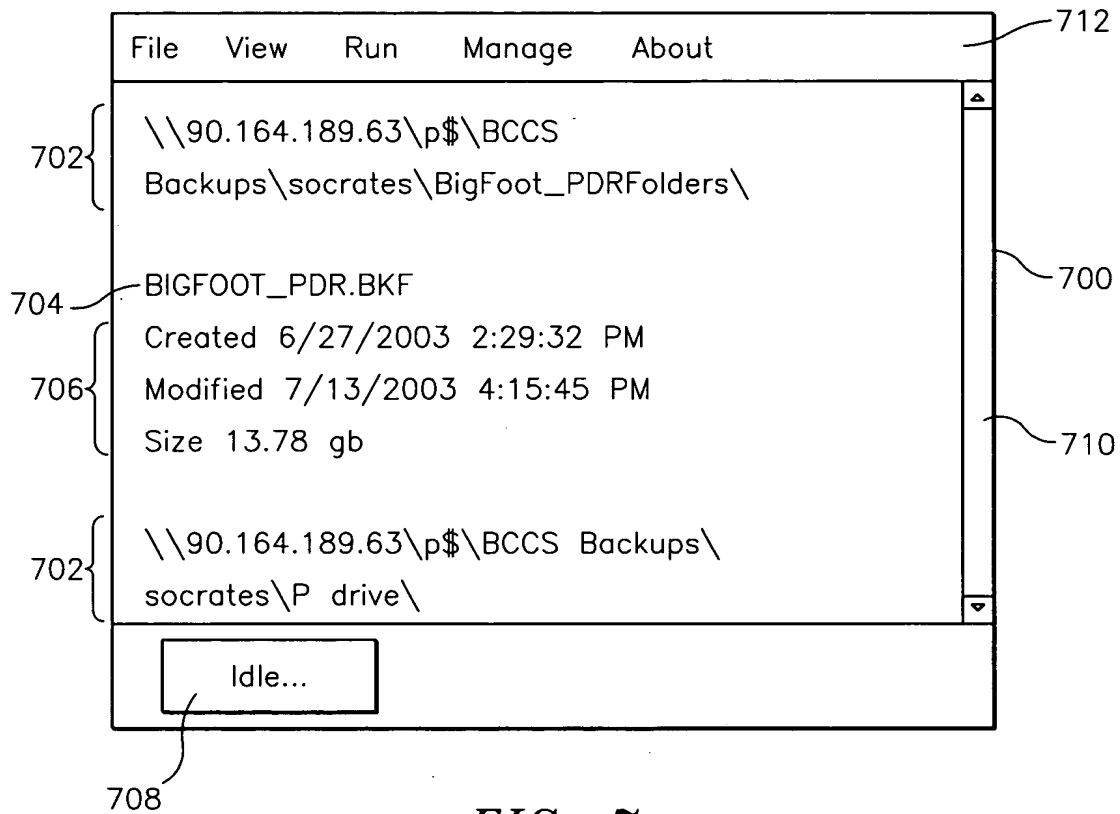 File View Run Manage About
712
702
\\90.164.189.63\p$\BCCS
Backups\socrates\BigFoot_PDRFolders\
704
BIGFOOT_PDR.BKF
700
706
Created 6/27/2003 2:29:32 PM
Modified 7/13/2003 4:15:45 PM
Size 13.78 gb
710
702
\\90.164.189.63\p$\BCCS Backups\
socrates\P drive\
Idle...
708